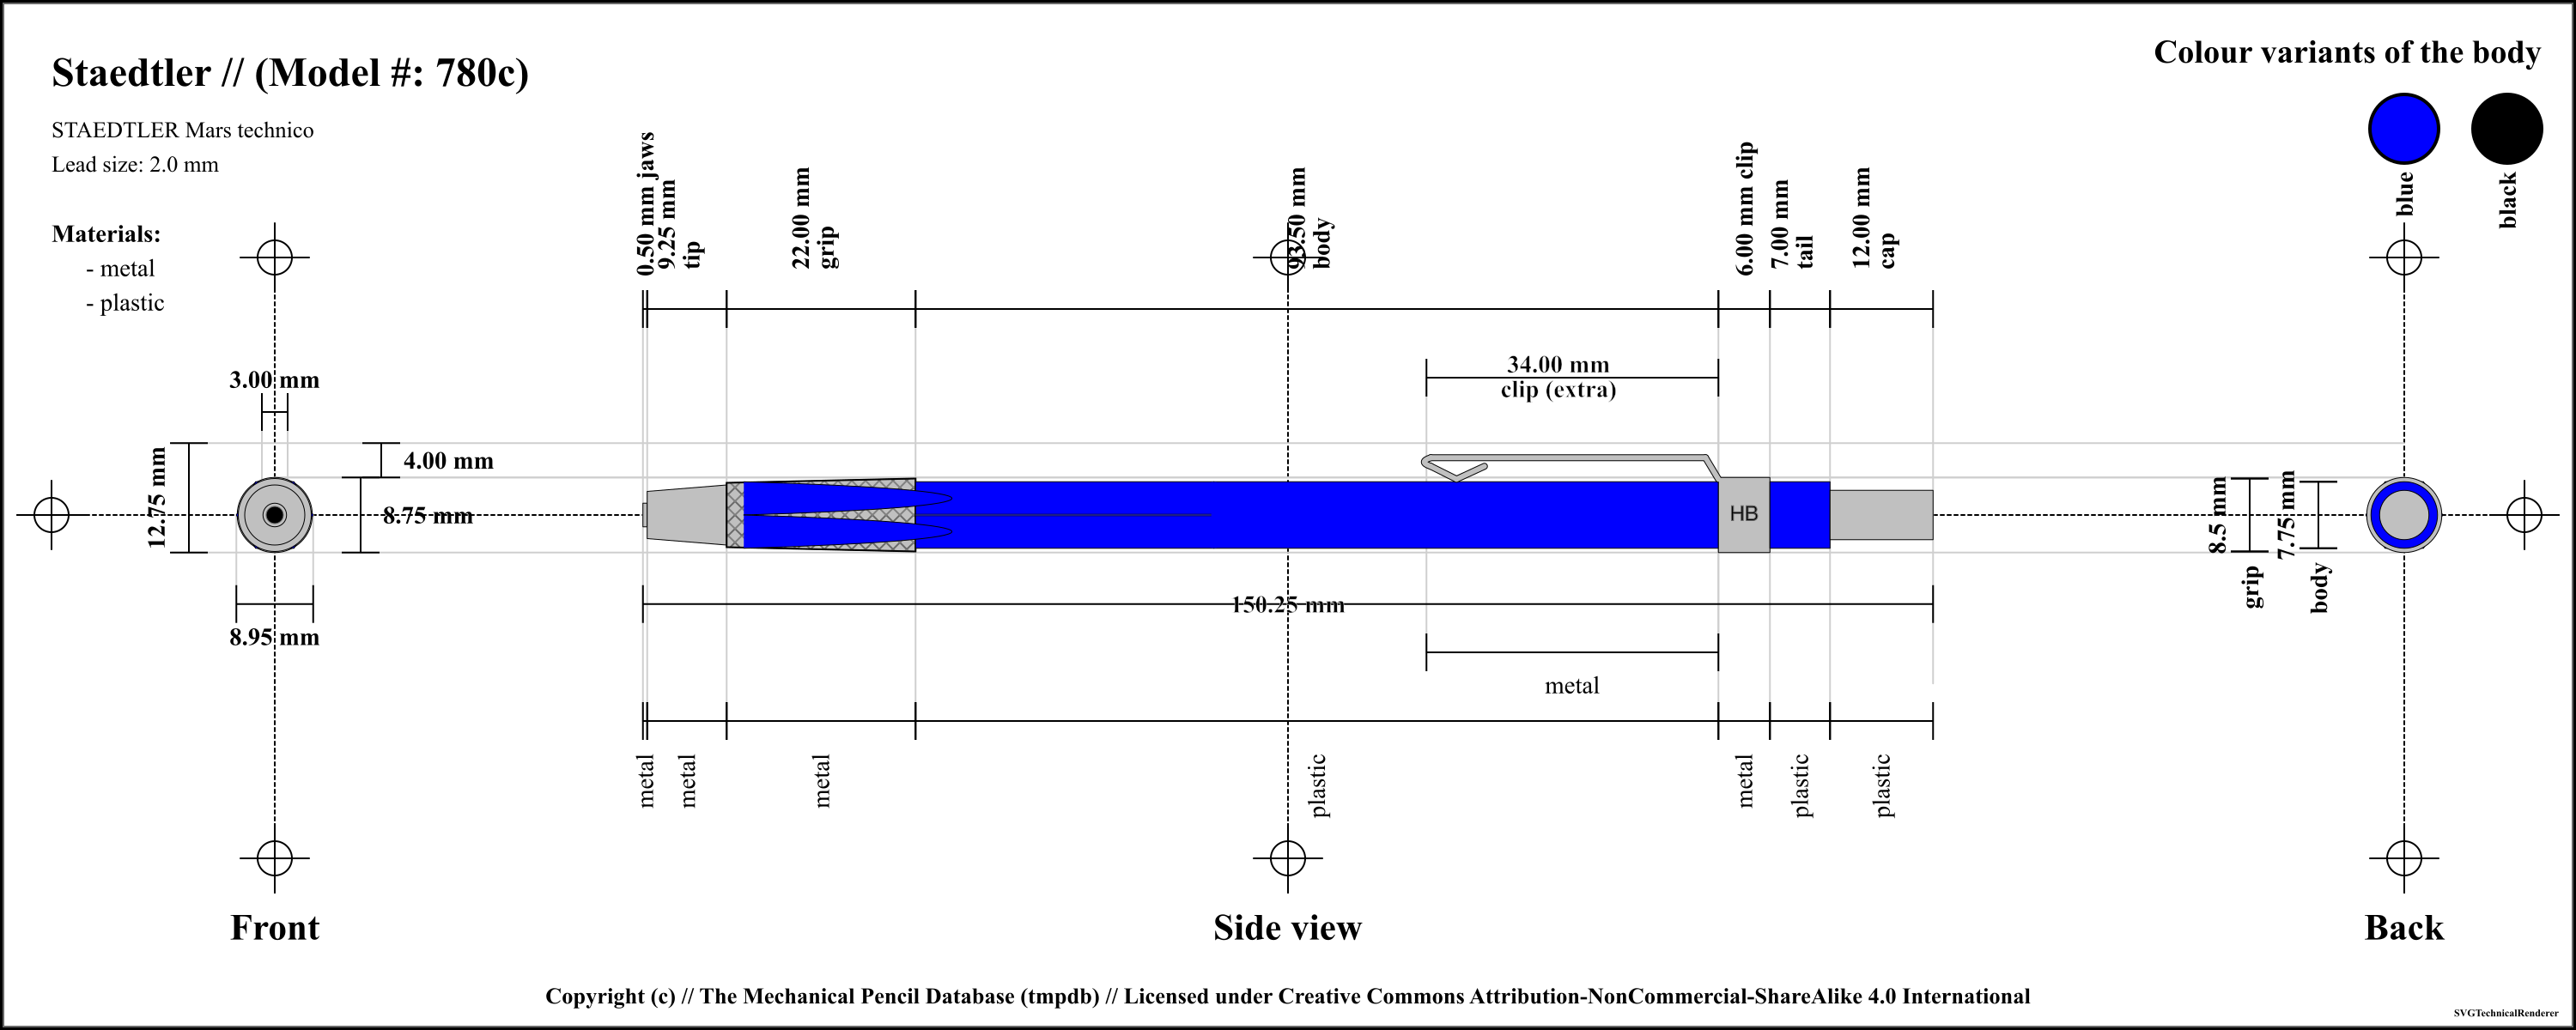 Staedtler // (Model #: 780c)
STAEDTLER Mars technico
Lead size: 2.0 mm
Materials:
- metal
- plastic
Colour variants of the body
blue
black
0.50 mm jaws
9.25 mm
tip
22.00 mm
grip
93.50 mm
body
6.00 mm clip
7.00 mm
tail
12.00 mm
cap
34.00 mm
clip (extra)
3.00 mm
4.00 mm
12.75 mm
8.75 mm
8.95 mm
HB
8.5 mm
grip
7.75 mm
body
150.25 mm
metal
metal
metal
metal
plastic
metal
plastic
plastic
Front
Side view
Back
Copyright (c) // The Mechanical Pencil Database (tmpdb) // Licensed under Creative Commons Attribution-NonCommercial-ShareAlike 4.0 International
SVGTechnicalRenderer